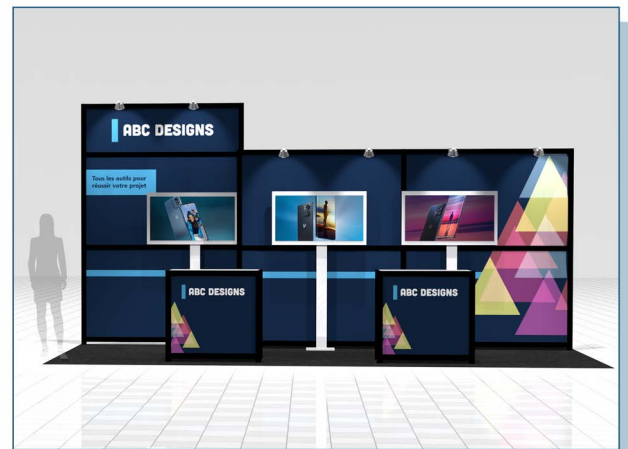 ABC DESIGNS
Tous les outils pour
réussir votre projet
ABC DESIGNS
ABC DESIGNS